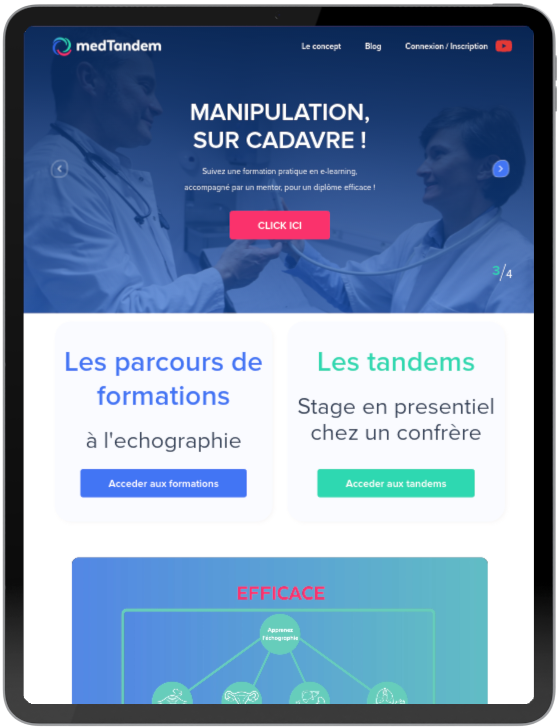 medTandem
Le concept
Blog
Connexion / Inscription
MANIPULATION,
SUR CADAVRE !
Suivez une formation pratique en e-learning,
accompagné par un mentor, pour un diplôme efficace !
CLICK ICI
3/4
Les parcours de
formations
à l'echographie
Acceder aux formations
Les tandems
Stage en presentiel
chez un confrère
Acceder aux tandems
EFFICACE
Apprenez
l'échographie